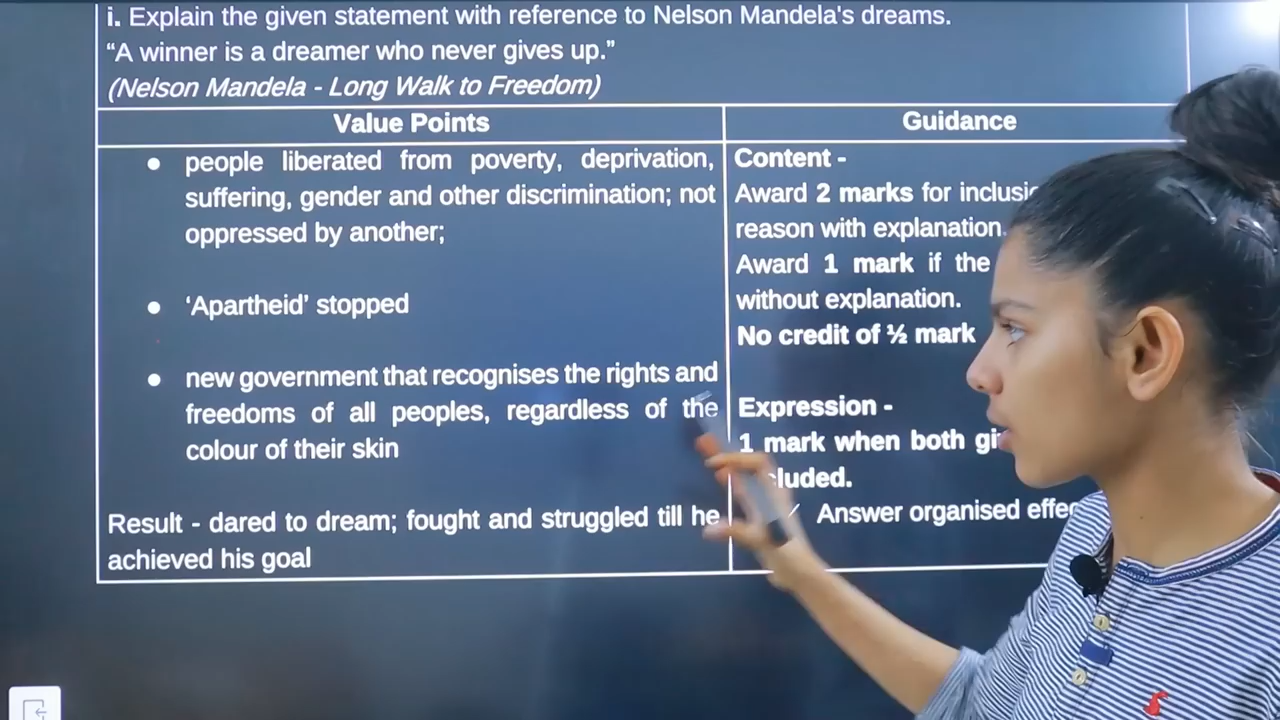 i. Explain the given statement with reference to Nelson Mandela's dreams.
“A winner is a dreamer who never gives up.”
(Nelson Mandela - Long Walk to Freedom)
Value Points
Guidance
● people liberated from poverty, deprivation,
suffering, gender and other discrimination; not
oppressed by another;
● ‘Apartheid’ stopped
● new government that recognises the rights and
freedoms of all peoples, regardless of the
colour of their skin
Result - dared to dream; fought and struggled till he
achieved his goal
Content -
Award 2 marks for
reason with explanation.
Award 1 mark if the
without explanation.
No credit of ½ mark
Expression -
1 mark when both
✓ Answer organised